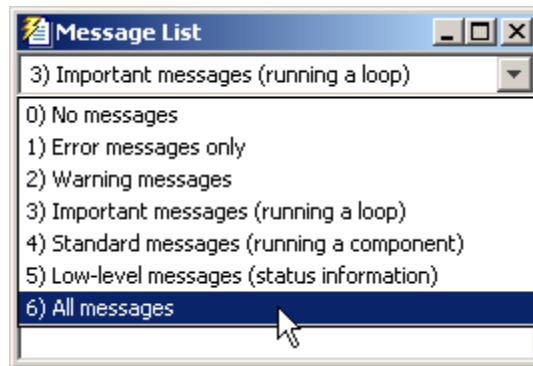 Message List
3) Important messages (running a loop)
0) No messages
1) Error messages only
2) Warning messages
3) Important messages (running a loop)
4) Standard messages (running a component)
5) Low-level messages (status information)
6) All messages